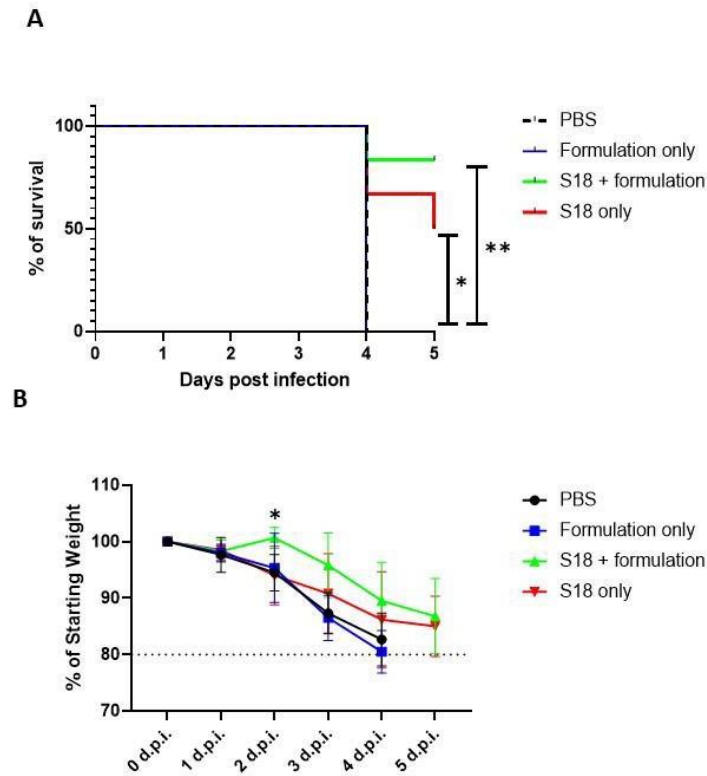 A
% of survival
100
50
0
0 1 2 3 4 5
Days post infection
PBS
Formulation only
S18 + formulation
S18 only
*
**
B
% of Starting Weight
110
100
90
80
70
*
0 d.p.i. 1 d.p.i. 2 d.p.i. 3 d.p.i. 4 d.p.i. 5 d.p.i.
PBS
Formulation only
S18 + formulation
S18 only